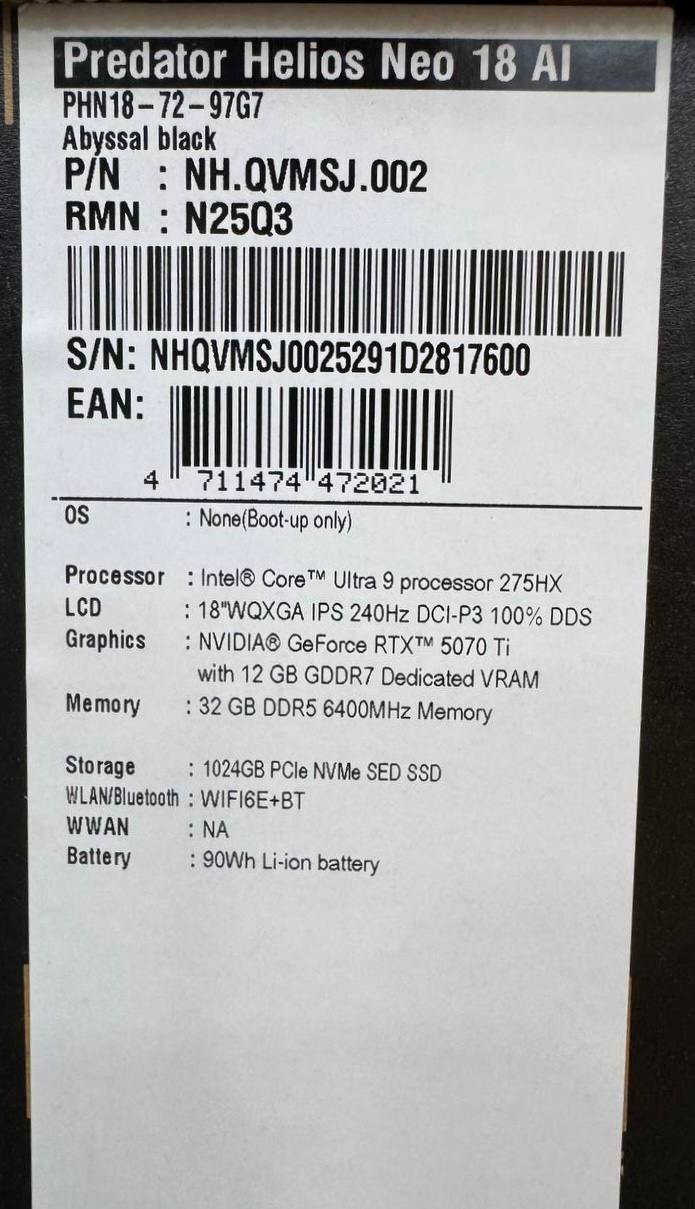 Predator Helios Neo 18 AI
PHN18-72-97G7
Abyssal black
P/N : NH.QVMSJ.002
RMN : N25Q3
S/N: NHQVMSJ0025291D2817600
EAN:
4 711474 472021
OS : None(Boot-up only)
Processor : Intel® Core™ Ultra 9 processor 275HX
LCD : 18"WQXGA IPS 240Hz DCI-P3 100% DDS
Graphics : NVIDIA® GeForce RTX™ 5070 Ti
with 12 GB GDDR7 Dedicated VRAM
Memory : 32 GB DDR5 6400MHz Memory
Storage : 1024GB PCIe NVMe SED SSD
WLAN/Bluetooth : WIFI6E+BT
WWAN : NA
Battery : 90Wh Li-ion battery